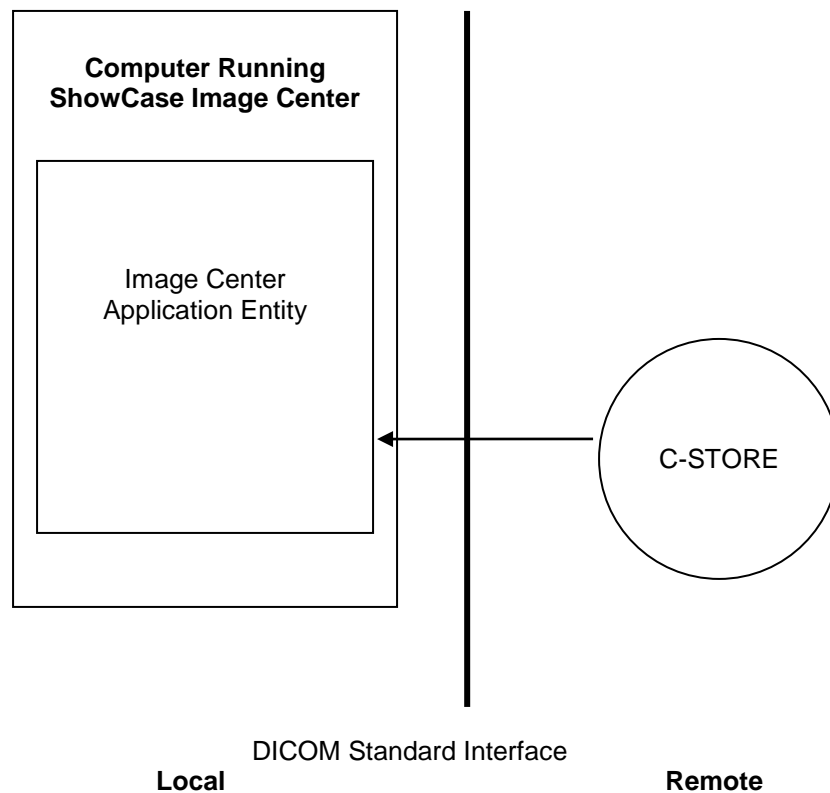 Computer Running
ShowCase Image Center
Image Center
Application Entity
C-STORE
DICOM Standard Interface
Local
Remote